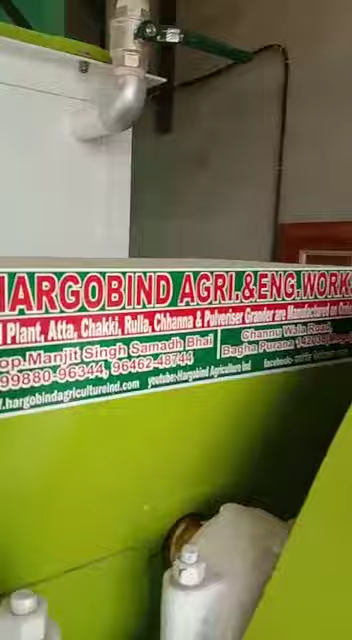 HARGOBIND AGRI.&ENG.WORKS
Plant, Atta, Chakki, Rulla, Chhanna & Pulveriser Grander are Manufactured on
op.Manjit Singh Samadh Bhai
99880-96344, 96462-48744
Channu Wala Road,
Bagha Purana
.hargobindagricultureind.com youtube:-Hargobind Agriculture Ind facebook:-